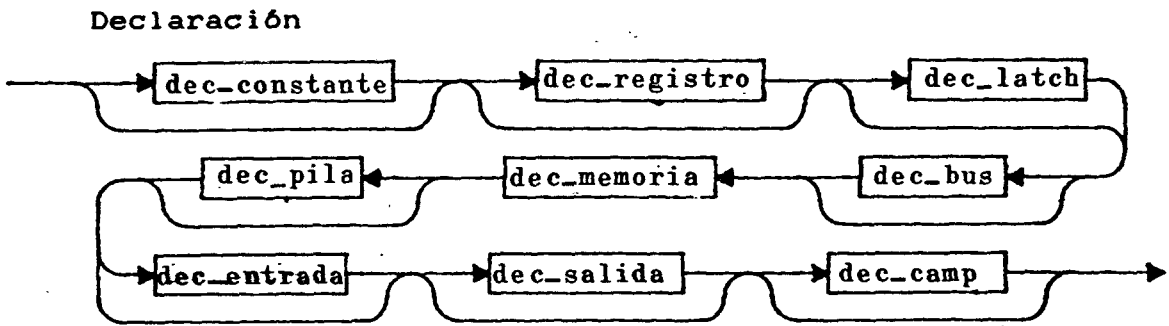 Declaración
dec_constante dec_registro dec_latch
dec_pila dec_memoria dec_bus
dec_entrada dec_salida dec_camp